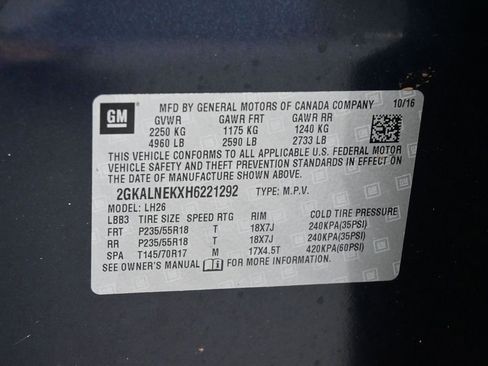 GM
MFD BY GENERAL MOTORS OF CANADA COMPANY 10/16
GVWR GAWR FRT GAWR RR
2250 KG 1175 KG 1240 KG
4960 LB 2590 LB 2733 LB
THIS VEHICLE CONFORMS TO ALL APPLICABLE U.S. FEDERAL MOTOR
VEHICLE SAFETY AND THEFT PREVENTION STANDARDS IN EFFECT ON
THE DATE OF MANUFACTURE SHOWN ABOVE.
2GKALNEKXH6221292 TYPE: M.P.V.
MODEL: LH26
LBB3 TIRE SIZE SPEED RTG RIM COLD TIRE PRESSURE
FRT P235/55R18 T 18X7J 240KPA(35PSI)
RR P235/55R18 T 18X7J 240KPA(35PSI)
SPA T145/70R17 M 17X4.5T 420KPA(60PSI)
SEE OWNER'S MANUAL FOR MORE INFORMATION.